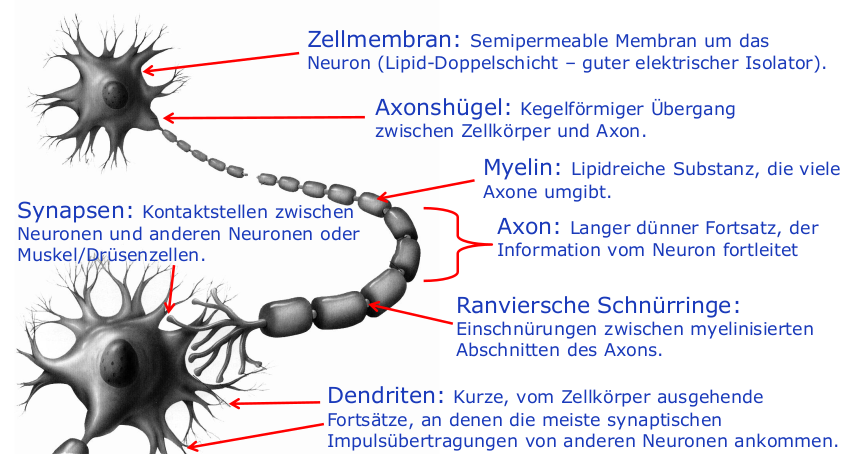 Zellmembran: Semipermeable Membran um das
Neuron (Lipid-Doppelschicht – guter elektrischer Isolator).
Axonshügel: Kegelförmiger Übergang
zwischen Zellkörper und Axon.
Myelin: Lipidreiche Substanz, die viele
Axone umgibt.
Synapsen: Kontaktstellen zwischen
Neuronen und anderen Neuronen oder
Muskel/Drüsenzellen.
Axon: Langer dünner Fortsatz, der
Information vom Neuron fortleitet
Ranviersche Schnürringe:
Einschnürungen zwischen myelinisierten
Abschnitten des Axons.
Dendriten: Kurze, vom Zellkörper ausgehende
Fortsätze, an denen die meiste synaptischen
Impulsübertragungen von anderen Neuronen ankommen.